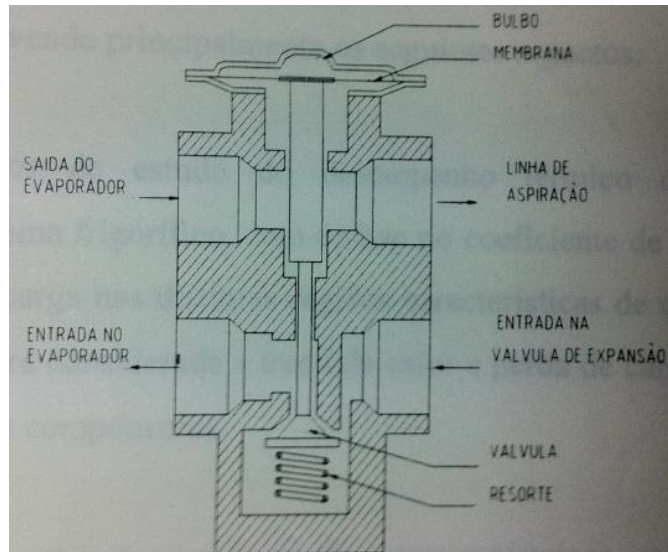 BULBO
MEMBRANA
SAIDA DO
EVAPORADOR
LINHA DE
ASPIRAÇÃO
ENTRADA NO
EVAPORADOR
ENTRADA NA
VALVULA DE EXPANSÃO
VALVULA
RESORTE